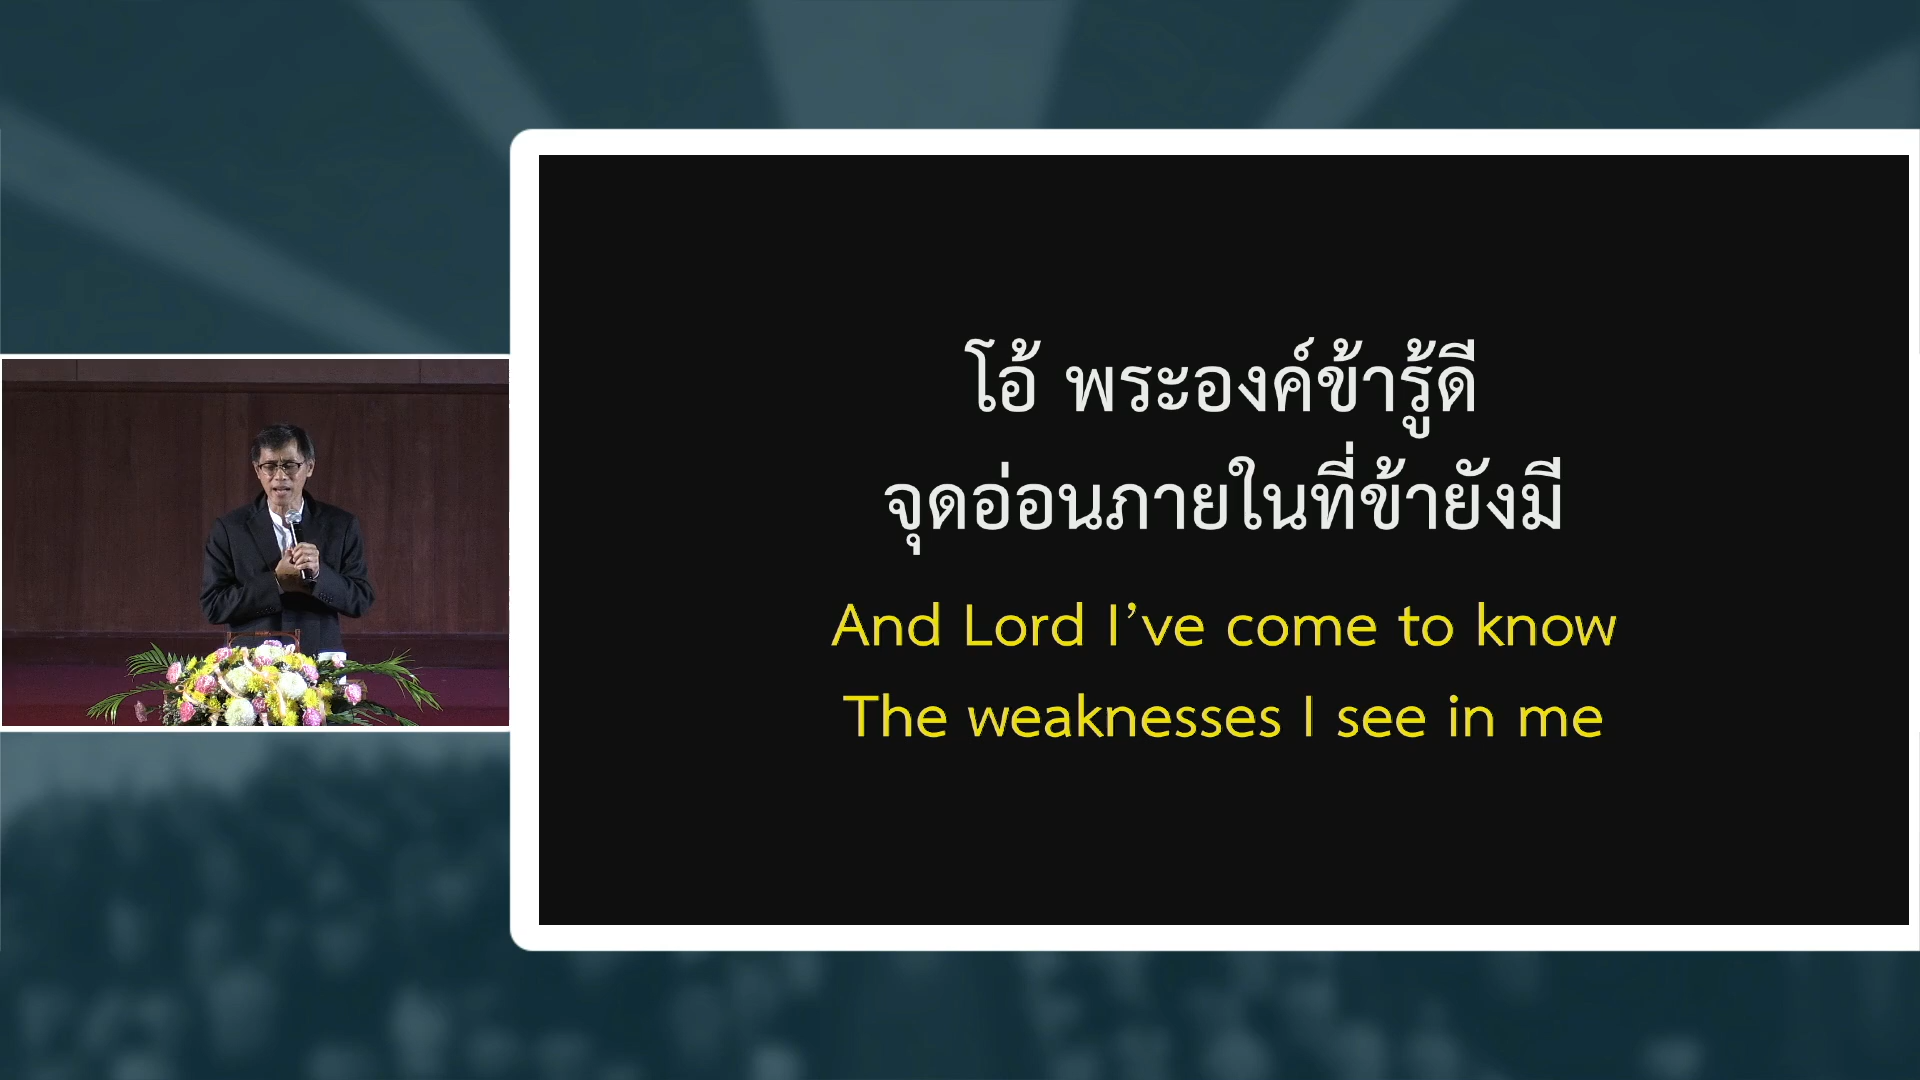 โอ้ พระองค์ข้ารู้ดี
จุดอ่อนภายในที่ข้ายังมี
And Lord I’ve come to know
The weaknesses I see in me